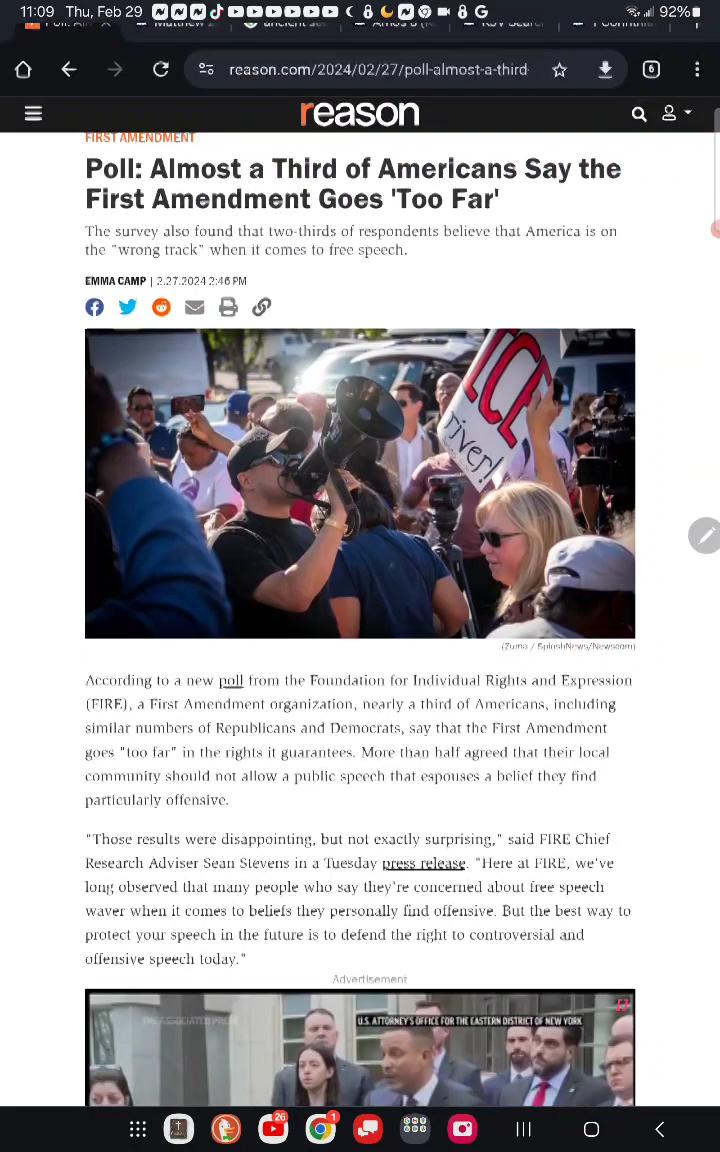 11:09 Thu, Feb 29 92%
reason.com/2024/02/27/poll-almost-a-third
6
reason
FIRST AMENDMENT
Poll: Almost a Third of Americans Say the
First Amendment Goes 'Too Far'
The survey also found that two-thirds of respondents believe that America is on
the "wrong track" when it comes to free speech.
EMMA CAMP | 2.27.2024 2:46 PM
ICE
river!
(Zuma / SplashNews/Newscom)
According to a new poll from the Foundation for Individual Rights and Expression
(FIRE), a First Amendment organization, nearly a third of Americans, including
similar numbers of Republicans and Democrats, say that the First Amendment
goes "too far" in the rights it guarantees. More than half agreed that their local
community should not allow a public speech that espouses a belief they find
particularly offensive.
"Those results were disappointing, but not exactly surprising," said FIRE Chief
Research Adviser Sean Stevens in a Tuesday press release. "Here at FIRE, we've
long observed that many people who say they're concerned about free speech
waver when it comes to beliefs they personally find offensive. But the best way to
protect your speech in the future is to defend the right to controversial and
offensive speech today."
Advertisement
THE ASSOCIATED PRESS
U.S. ATTORNEY'S OFFICE FOR THE EASTERN DISTRICT OF NEW YORK
26
1